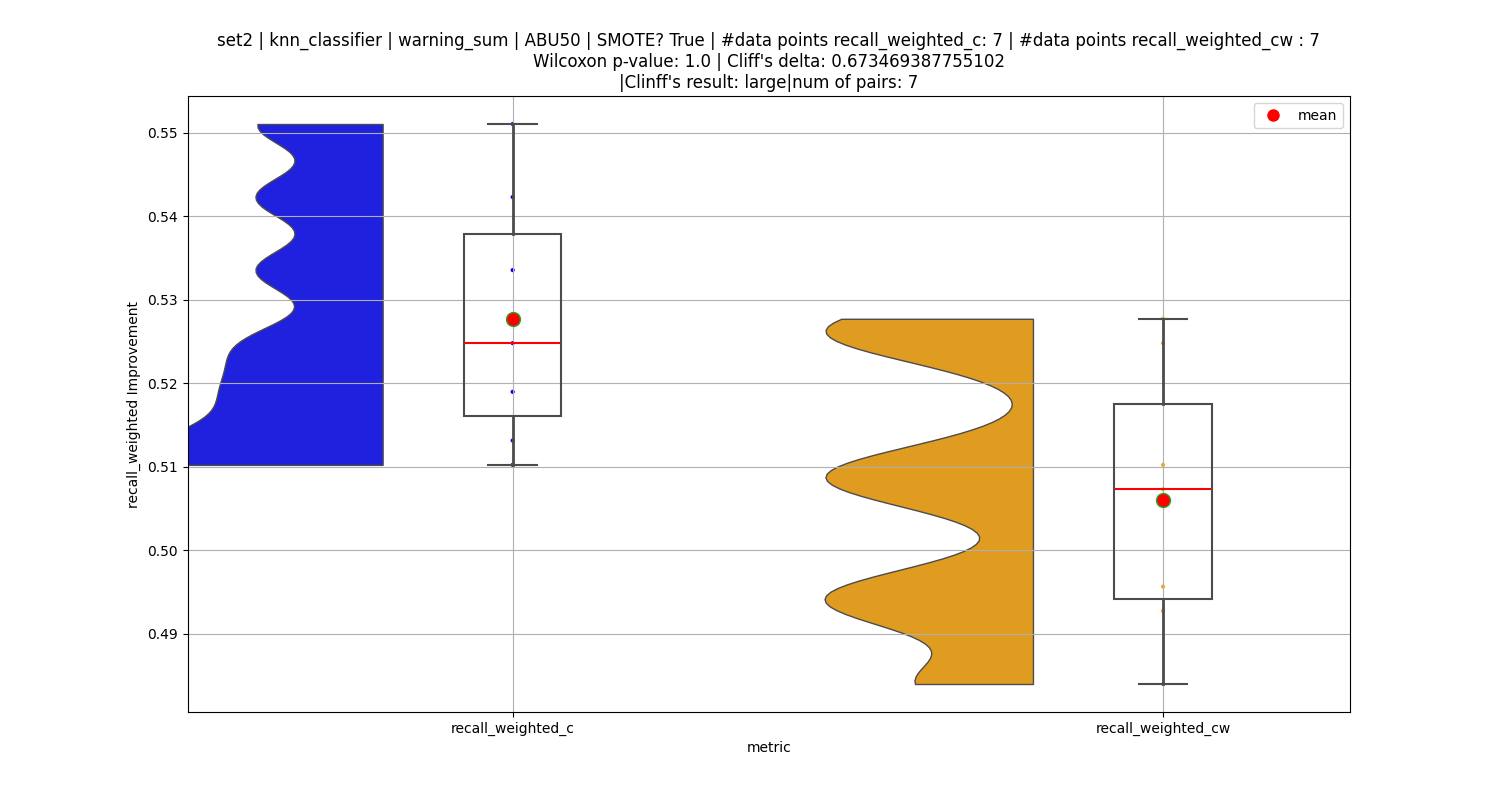 set2 | knn_classifier | warning_sum | ABU50 | SMOTE? True | #data points recall_weighted_c: 7 | #data points recall_weighted_cw : 7
Wilcoxon p-value: 1.0 | Cliff's delta: 0.673469387755102
|Clinff's result: large|num of pairs: 7
mean
0.55
0.54
0.53
0.52
0.51
0.50
0.49
recall_weighted Improvement
recall_weighted_c
recall_weighted_cw
metric